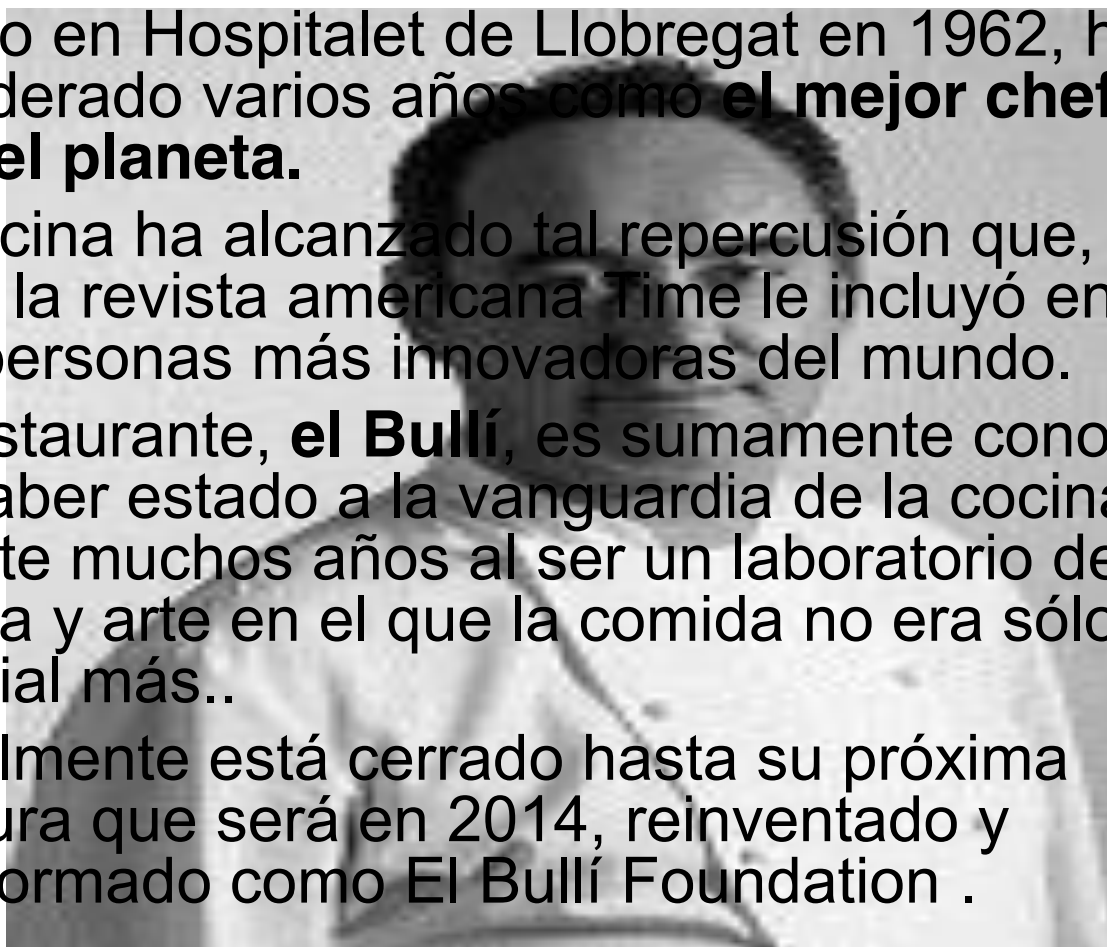 o en Hospitalet de Llobregat en 1962, h
derado varios años como el mejor chef
el planeta.
cina ha alcanzado tal repercusión que,
la revista americana Time le incluyó en
personas más innovadoras del mundo.
staurante, el Bullí, es sumamente cono
aber estado a la vanguardia de la cocina
te muchos años al ser un laboratorio de
a y arte en el que la comida no era sólo
ial más..
lmente está cerrado hasta su próxima
ura que será en 2014, reinventado y
ormado como El Bullí Foundation .